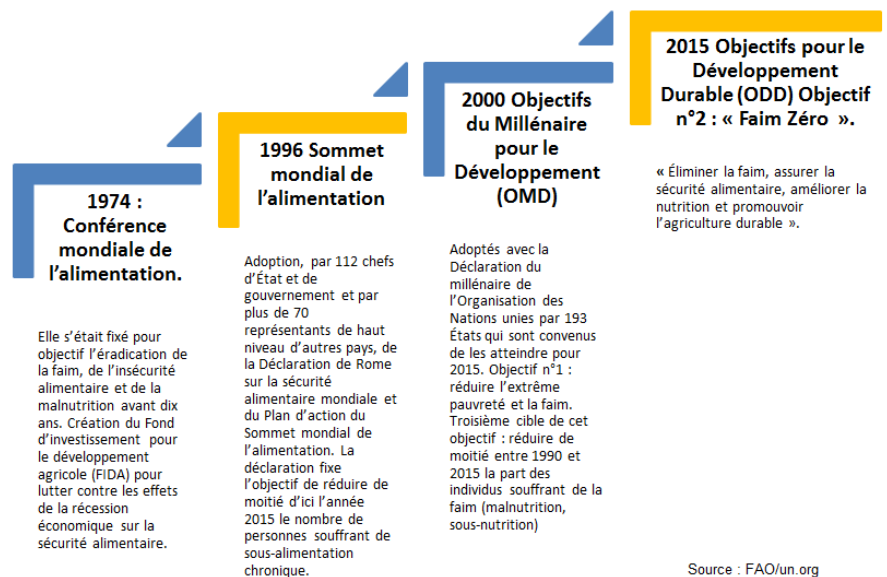 1974 :
Conférence
mondiale de
l’alimentation.
Elle s’était fixé pour
objectif l’éradication de
la faim, de l’insécurité
alimentaire et de la
malnutrition avant dix
ans. Création du Fond
d’investissement pour
le développement
agricole (FIDA) pour
lutter contre les effets
de la récession
économique sur la
sécurité alimentaire.
1996 Sommet
mondial de
l’alimentation
Adoption, par 112 chefs
d’État et de
gouvernement et par
plus de 70
représentants de haut
niveau d’autres pays, de
la Déclaration de Rome
sur la sécurité
alimentaire mondiale et
du Plan d’action du
Sommet mondial de
l’alimentation. La
déclaration fixe
l’objectif de réduire de
moitié d’ici l’année
2015 le nombre de
personnes souffrant de
sous-alimentation
chronique.
2000 Objectifs
du Millénaire
pour le
Développement
(OMD)
Adoptés avec la
Déclaration du
millénaire de
l’Organisation des
Nations unies par 193
États qui sont convenus
de les atteindre pour
2015. Objectif n°1 :
réduire l’extrême
pauvreté et la faim.
Troisième cible de cet
objectif : réduire de
moitié entre 1990 et
2015 la part des
individus souffrant de la
faim (malnutrition,
sous-nutrition)
2015 Objectifs pour le
Développement
Durable (ODD) Objectif
n°2 : « Faim Zéro ».
« Éliminer la faim, assurer la
sécurité alimentaire, améliorer la
nutrition et promouvoir
l’agriculture durable ».
Source : FAO/un.org